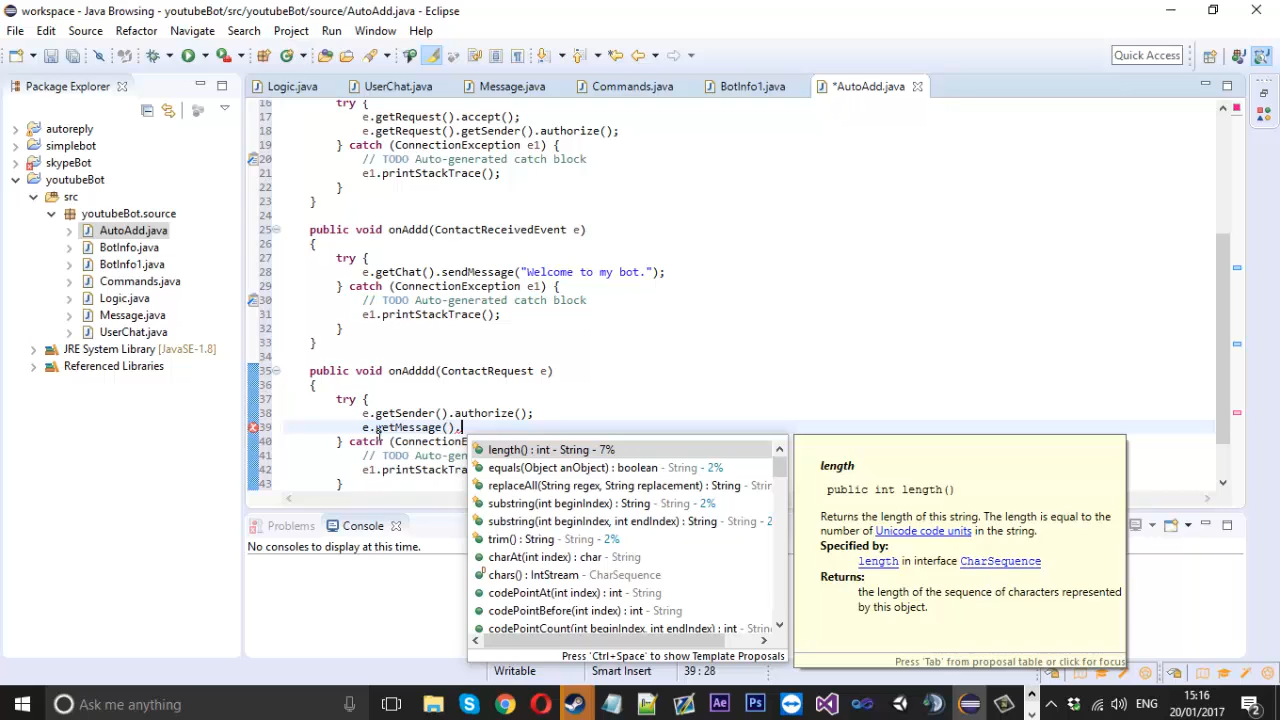 workspace - Java Browsing - youtubeBot/src/youtubeBot/source/AutoAdd.java - Eclipse
File Edit Source Refactor Navigate Search Project Run Window Help
Quick Access
Package Explorer
Logic.java UserChat.java Message.java Commands.java BotInfo1.java *AutoAdd.java
autoreply
simplebot
skypeBot
youtubeBot
src
youtubeBot.source
AutoAdd.java
BotInfo.java
BotInfo1.java
Commands.java
Logic.java
Message.java
UserChat.java
JRE System Library [JavaSE-1.8]
Referenced Libraries
16 try {
17 e.getRequest().accept();
18 e.getRequest().getSender().authorize();
19 } catch (ConnectionException e1) {
20 // TODO Auto-generated catch block
21 e1.printStackTrace();
22 }
23 }
24
25 public void onAddd(ContactReceivedEvent e)
26 {
27 try {
28 e.getChat().sendMessage("Welcome to my bot.");
29 } catch (ConnectionException e1) {
30 // TODO Auto-generated catch block
31 e1.printStackTrace();
32 }
33 }
34
35 public void onAdddd(ContactRequest e)
36 {
37 try {
38 e.getSender().authorize();
39 e.getMessage().
40 } catch (ConnectionE
41 // TODO Auto-gene
42 e1.printStackTra
43 }
length() : int - String - 7%
equals(Object anObject) : boolean - String - 2%
replaceAll(String regex, String replacement) : String - Strin
substring(int beginIndex) : String - String - 2%
substring(int beginIndex, int endIndex) : String - String - 2
trim() : String - String - 2%
charAt(int index) : char - String
chars() : IntStream - CharSequence
codePointAt(int index) : int - String
codePointBefore(int index) : int - String
codePointCount(int beginIndex, int endIndex) : int - String
Press 'Ctrl+Space' to show Template Proposals
length
public int length()
Returns the length of this string. The length is equal to the
number of Unicode code units in the string.
Specified by:
length in interface CharSequence
Returns:
the length of the sequence of characters represented
by this object.
Press 'Tab' from proposal table or click for focus
Problems Console
No consoles to display at this time.
Writable Smart Insert 39 : 28
Ask me anything
Ae Ps
15:16
20/01/2017
2